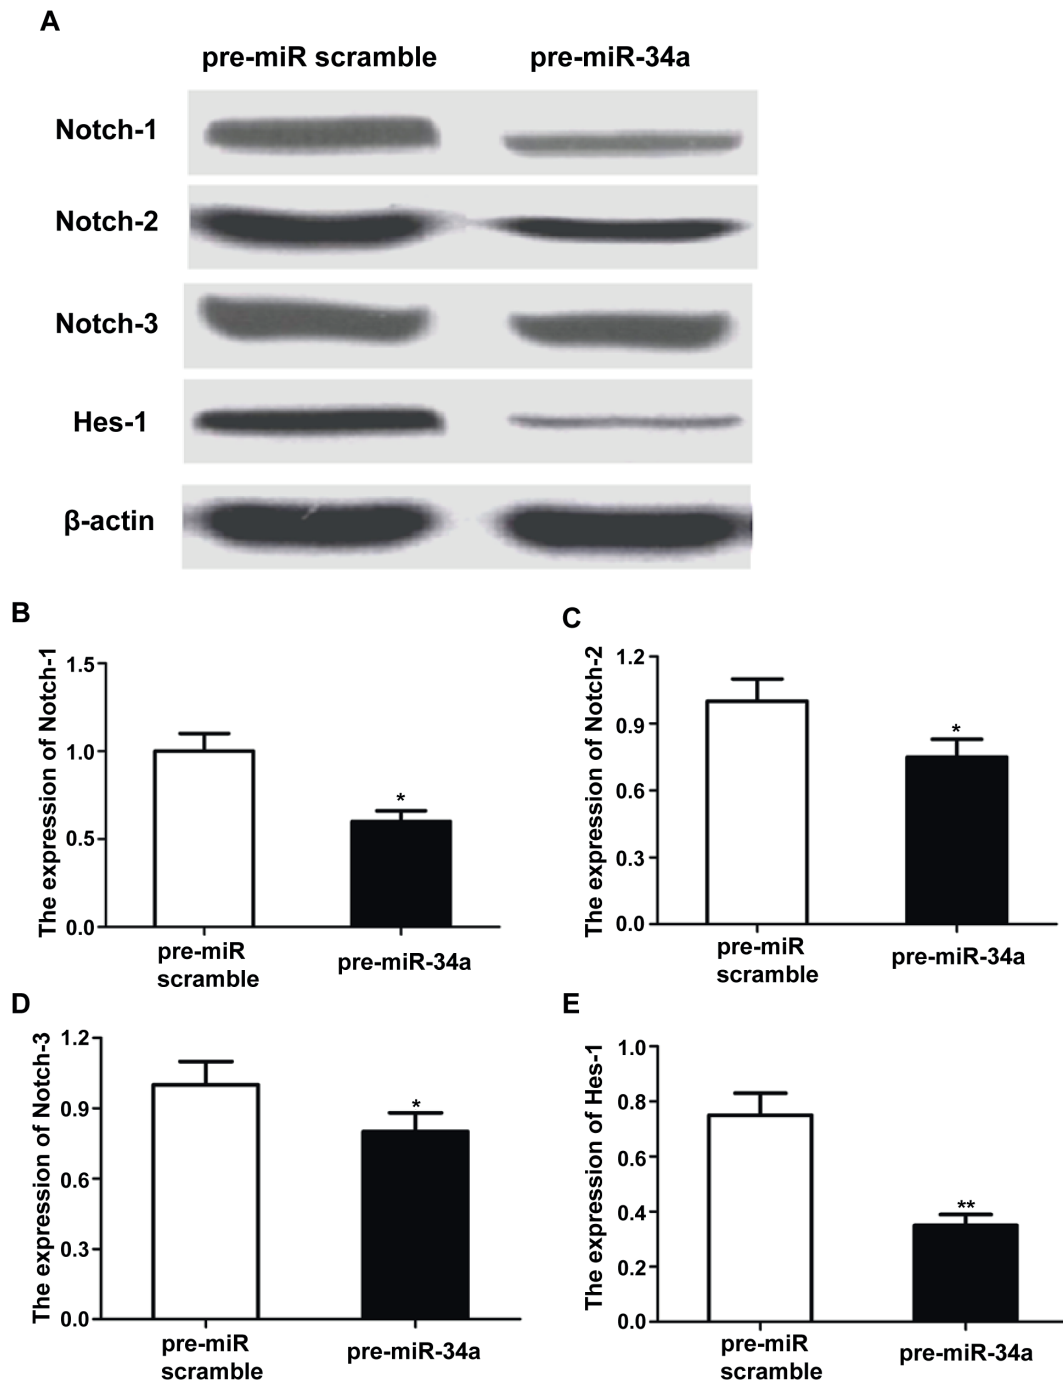 A
pre-miR scramble pre-miR-34a
Notch-1
Notch-2
Notch-3
Hes-1
β-actin
B
The expression of Notch-1
1.5
1.0
0.5
0.0
*
pre-miR
scramble
pre-miR-34a
C
The expression of Notch-2
1.2
0.9
0.6
0.3
0.0
*
pre-miR
scramble
pre-miR-34a
D
The expression of Notch-3
1.2
0.9
0.6
0.3
0.0
*
pre-miR
scramble
pre-miR-34a
E
The expression of Hes-1
1.0
0.8
0.6
0.4
0.2
0.0
**
pre-miR
scramble
pre-miR-34a